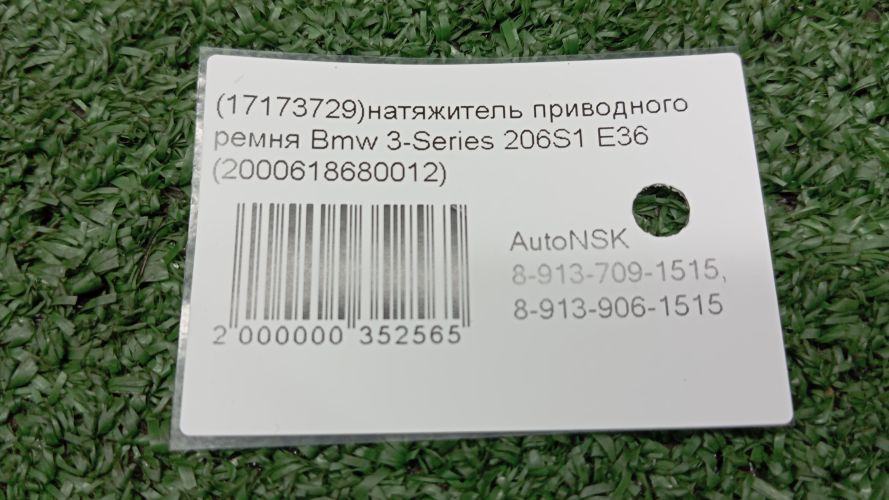 (17173729)натяжитель приводного
ремня Bmw 3-Series 206S1 E36
(2000618680012)
AutoNSK
8-913-709-1515,
8-913-906-1515
2 000000 352565